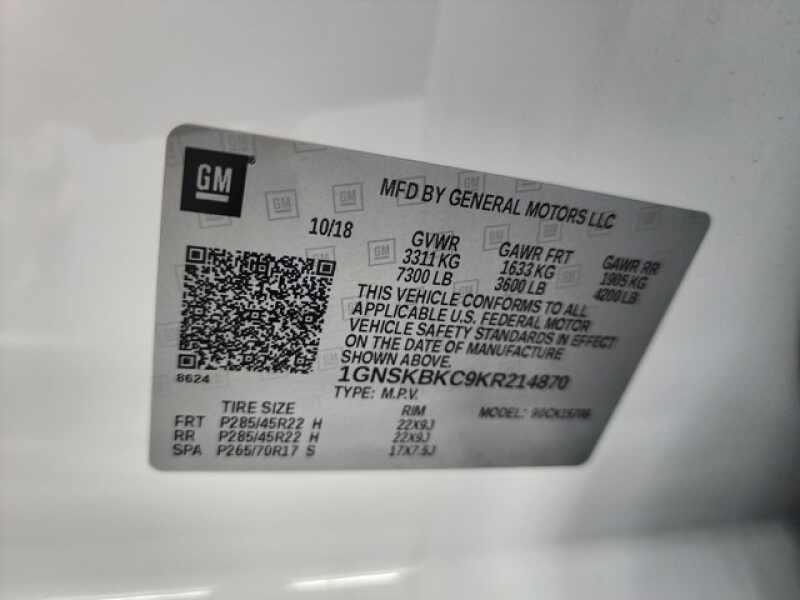 GM
MFD BY GENERAL MOTORS LLC
10/18
GVWR GAWR FRT GAWR RR
3311 KG 1633 KG 1905 KG
7300 LB 3600 LB 4200 LB
THIS VEHICLE CONFORMS TO ALL
APPLICABLE U.S. FEDERAL MOTOR
VEHICLE SAFETY STANDARDS IN EFFECT
ON THE DATE OF MANUFACTURE
SHOWN ABOVE.
8624
1GNSKBKC9KR214870
TYPE: M.P.V. MODEL:
TIRE SIZE RIM
FRT P285/45R22 H 22X9J
RR P285/45R22 H 22X9J
SPA P265/70R17 S 17X7.5J